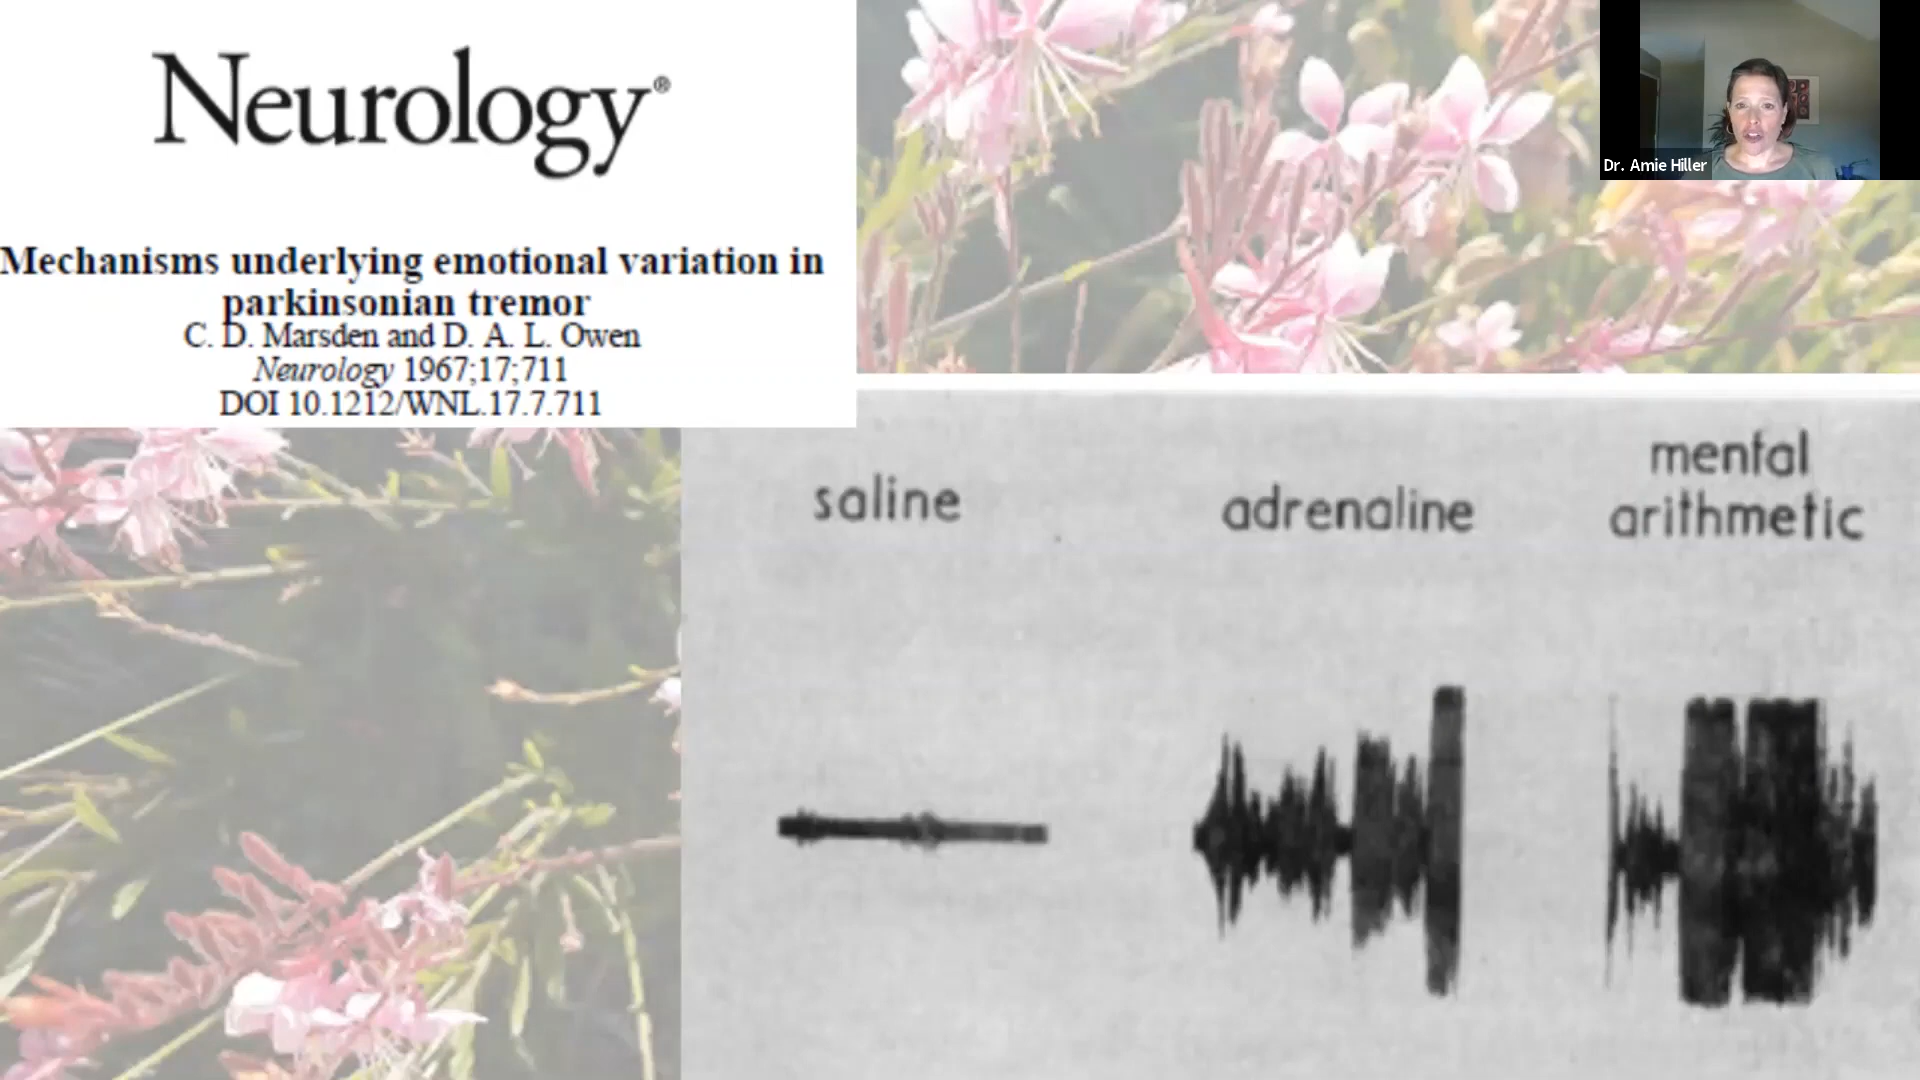 Neurology®
Mechanisms underlying emotional variation in
parkinsonian tremor
C. D. Marsden and D. A. L. Owen
Neurology 1967;17;711
DOI 10.1212/WNL.17.7.711
Dr. Amie Hiller
saline
adrenaline
mental
arithmetic